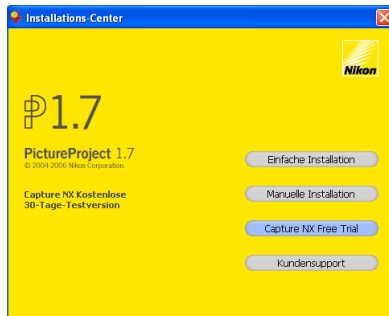 Installations-Center
Nikon
P1.7
PictureProject 1.7
© 2004-2006 Nikon Corporation.
Capture NX Kostenlose
30-Tage-Testversion
Einfache Installation
Manuelle Installation
Capture NX Free Trial
Kundensupport